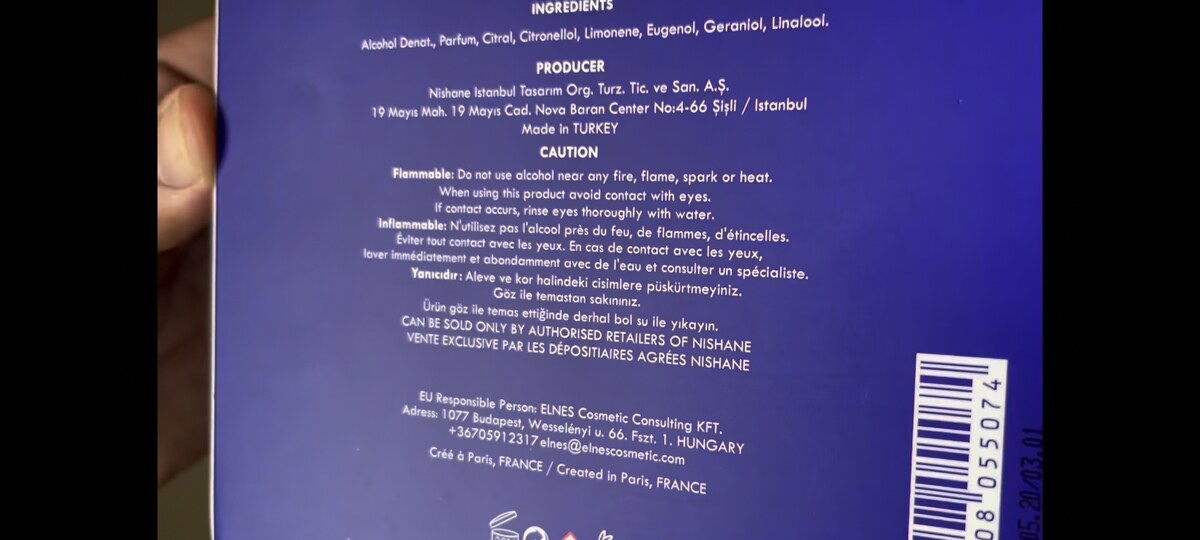 INGREDIENTS
Alcohol Denat., Parfum, Citral, Citronellol, Limonene, Eugenol, Geraniol, Linalool.
PRODUCER
Nishane Istanbul Tasarım Org. Turz. Tic. ve San. A.Ş.
19 Mayıs Mah. 19 Mayıs Cad. Nova Baran Center No:4-66 Şişli / Istanbul
Made in TURKEY
CAUTION
Flammable: Do not use alcohol near any fire, flame, spark or heat.
When using this product avoid contact with eyes.
If contact occurs, rinse eyes thoroughly with water.
Inflammable: N'utilisez pas l'alcool près du feu, de flammes, d'étincelles.
Éviter tout contact avec les yeux. En cas de contact avec les yeux,
laver immédiatement et abondamment avec de l'eau et consulter un spécialiste.
Yanıcıdır: Aleve ve kor halindeki cisimlere püskürtmeyiniz.
Göz ile temastan sakınınız.
Ürün göz ile temas ettiğinde derhal bol su ile yıkayın.
CAN BE SOLD ONLY BY AUTHORISED RETAILERS OF NISHANE
VENTE EXCLUSIVE PAR LES DÉPOSITIAIRES AGRÉES NISHANE
EU Responsible Person: ELNES Cosmetic Consulting KFT.
Adress: 1077 Budapest, Wesselényi u. 66. Fszt. 1. HUNGARY
+36705912317 elnes@elnescosmetic.com
Créé à Paris, FRANCE / Created in Paris, FRANCE
08 055074
05.20/03.01